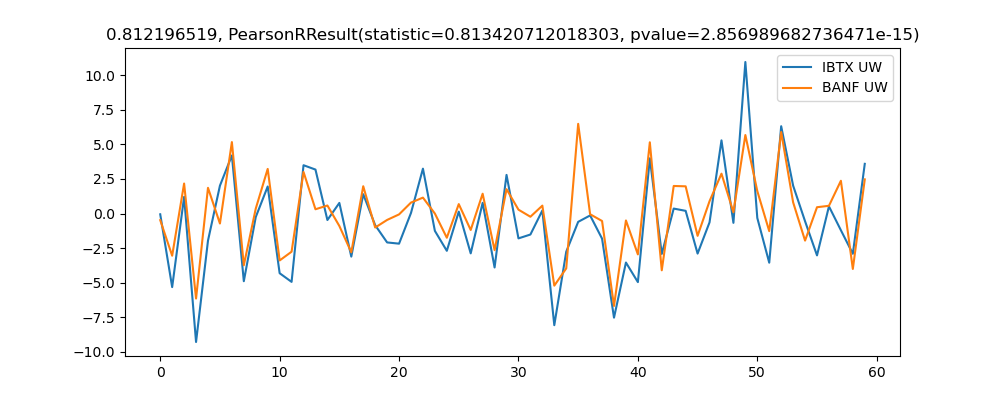 0.812196519, PearsonRResult(statistic=0.813420712018303, pvalue=2.856989682736471e-15)
IBTX UW
BANF UW
10.0
7.5
5.0
2.5
0.0
−2.5
−5.0
−7.5
−10.0
0 10 20 30 40 50 60